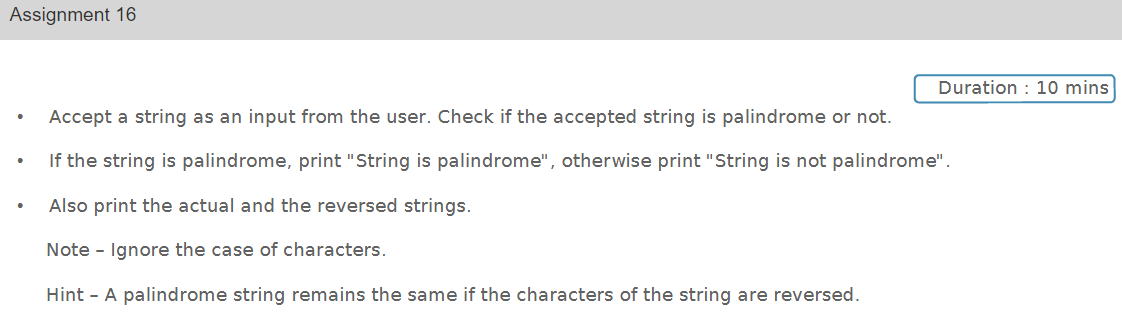 Assignment 16
Duration : 10 mins
• Accept a string as an input from the user. Check if the accepted string is palindrome or not.
• If the string is palindrome, print "String is palindrome", otherwise print "String is not palindrome".
• Also print the actual and the reversed strings.
Note – Ignore the case of characters.
Hint – A palindrome string remains the same if the characters of the string are reversed.